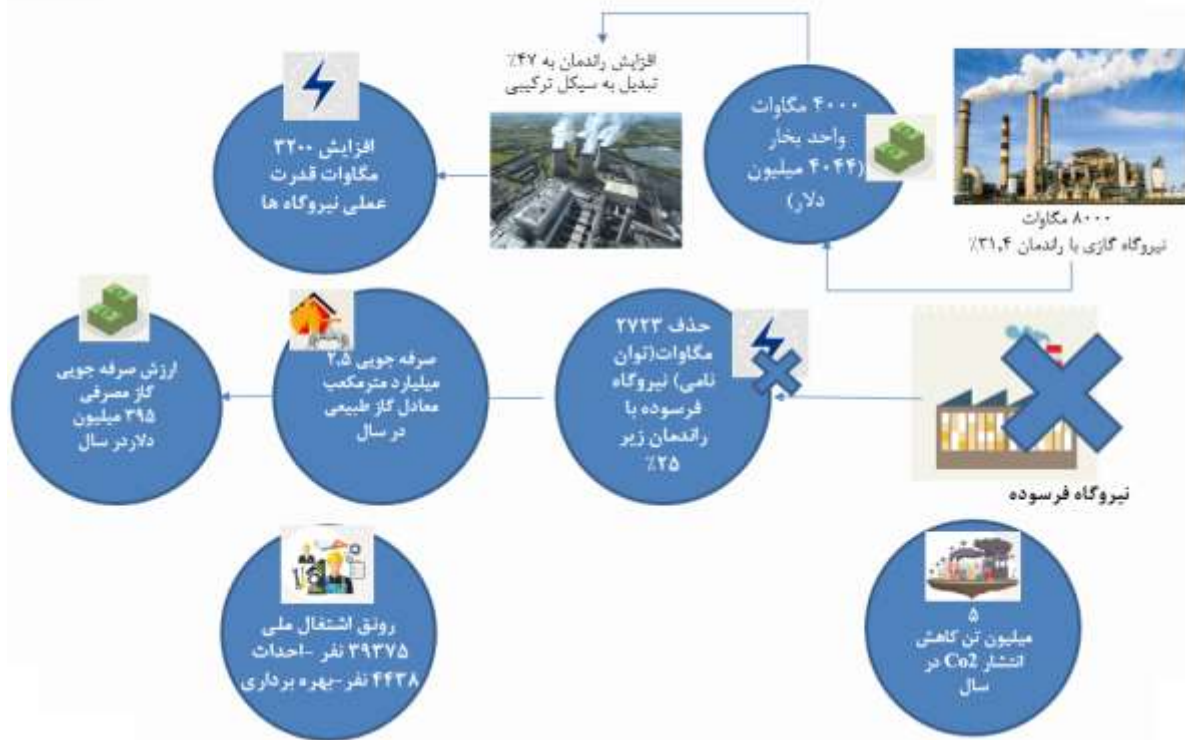 افزایش راندمان به ۴۷٪
تبدیل به سیکل ترکیبی
۴۰۰۰ مگاوات
واحد بخار
(۴۰۴۴ میلیون
دلار)
۸۰۰۰ مگاوات
نیروگاه گازی با راندمان ۳۱,۴٪
افزایش ۳۲۰۰
مگاوات قدرت
عملی نیروگاه ها
حذف ۲۷۲۳
مگاوات(توان
نامی) نیروگاه
فرسوده با
راندمان زیر
۲۵٪
نیروگاه فرسوده
صرفه جویی ۲,۵
میلیارد مترمکعب
معادل گاز طبیعی
در سال
ارزش صرفه جویی
گاز مصرفی
۳۹۵ میلیون
دلاردر سال
رونق اشتغال ملی
۳۹۳۷۵ نفر -احداث
۴۴۳۸ نفر-بهره برداری
۵
میلیون تن کاهش
انتشار Co2 در
سال